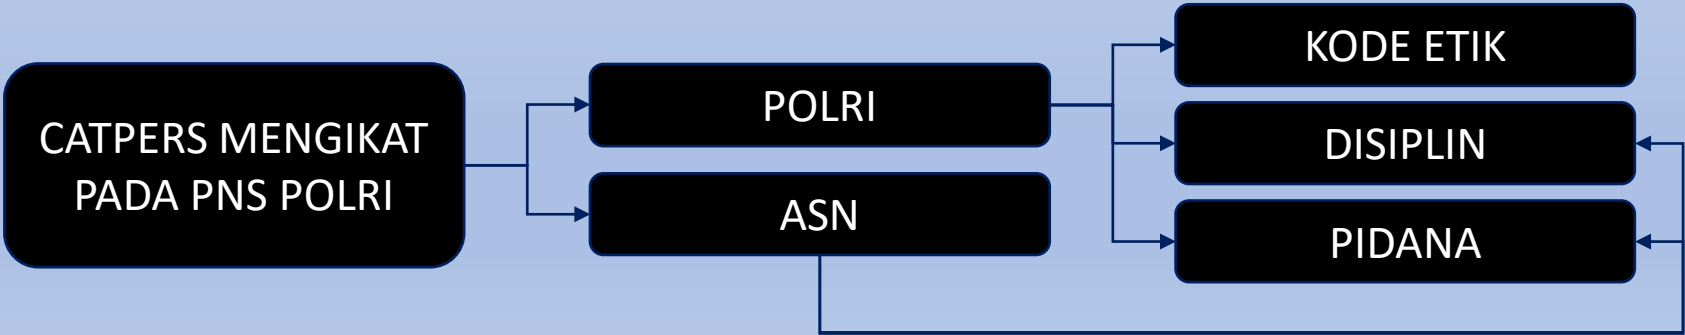 CATPERS MENGIKAT
PADA PNS POLRI
POLRI
ASN
KODE ETIK
DISIPLIN
PIDANA